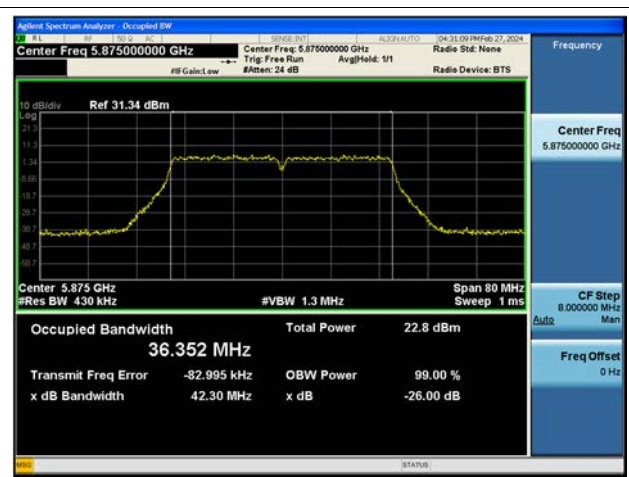 Agilent Spectrum Analyzer - Occupied BW
RL RF 50 Ω AC SENSE:INT ALIGN AUTO 04:31:09 PM Feb 27, 2024
Center Freq 5.875000000 GHz
Center Freq: 5.875000000 GHz
Radio Std: None
Trig: Free Run Avg|Hold: 1/1
#IFGain:Low #Atten: 24 dB Radio Device: BTS
Frequency
10 dB/div Ref 31.34 dBm
Log
21.3
11.3
1.34
-8.66
-18.7
-28.7
-38.7
-48.7
-58.7
Center Freq
5.875000000 GHz
Center 5.875 GHz Span 80 MHz
#Res BW 430 kHz #VBW 1.3 MHz Sweep 1 ms
CF Step
8.000000 MHz
Auto Man
Freq Offset
0 Hz
Occupied Bandwidth Total Power 22.8 dBm
36.352 MHz
Transmit Freq Error -82.995 kHz OBW Power 99.00 %
x dB Bandwidth 42.30 MHz x dB -26.00 dB
MSG STATUS